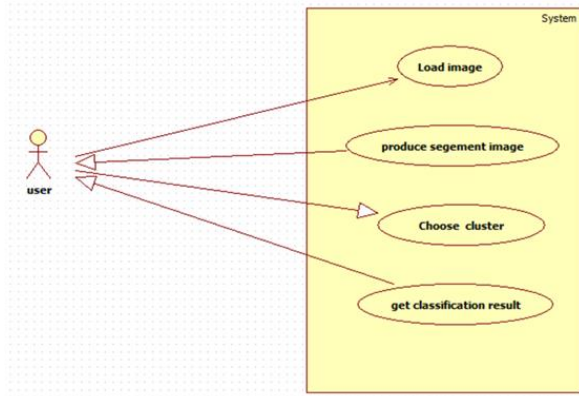 System
Load image
produce segement image
user
Choose cluster
get classification result